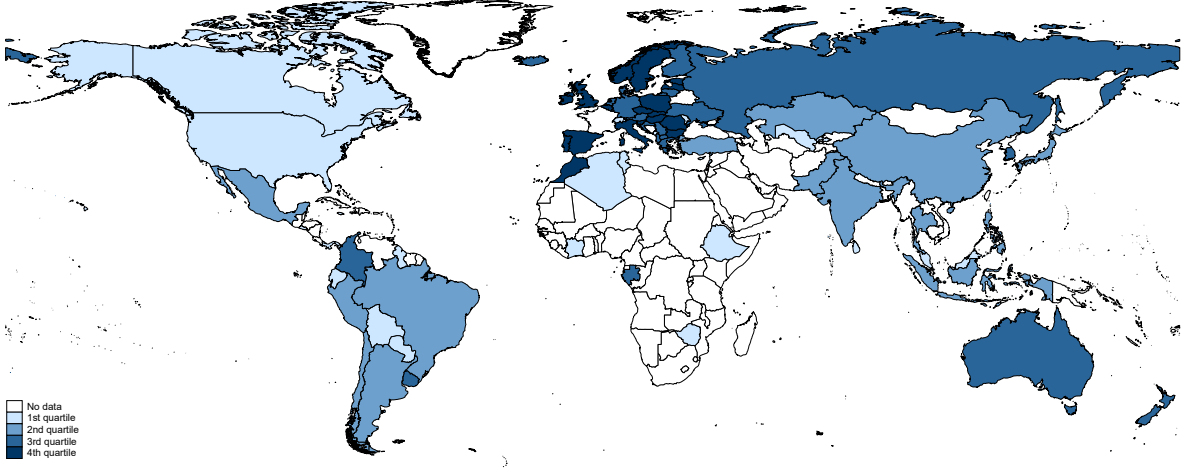 No data
1st quartile
2nd quartile
3rd quartile
4th quartile